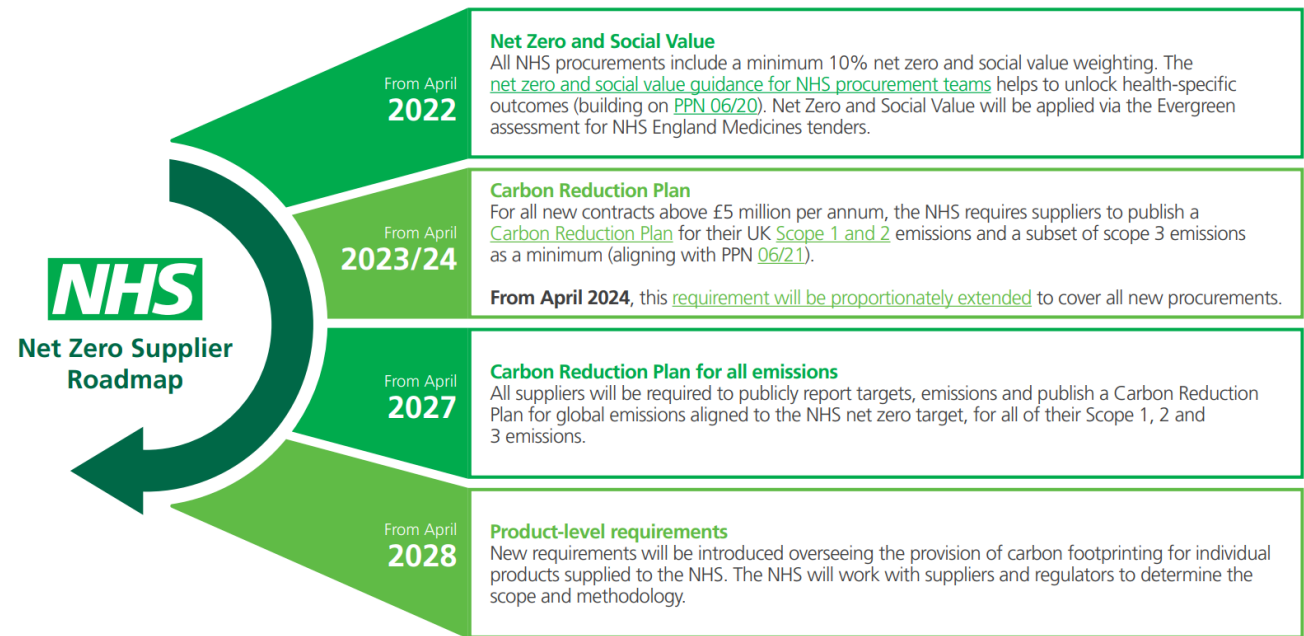 NHS
Net Zero Supplier
Roadmap
From April
2022
Net Zero and Social Value
All NHS procurements include a minimum 10% net zero and social value weighting. The
net zero and social value guidance for NHS procurement teams helps to unlock health-specific
outcomes (building on PPN 06/20). Net Zero and Social Value will be applied via the Evergreen
assessment for NHS England Medicines tenders.
From April
2023/24
Carbon Reduction Plan
For all new contracts above £5 million per annum, the NHS requires suppliers to publish a
Carbon Reduction Plan for their UK Scope 1 and 2 emissions and a subset of scope 3 emissions
as a minimum (aligning with PPN 06/21).
From April 2024, this requirement will be proportionately extended to cover all new procurements.
From April
2027
Carbon Reduction Plan for all emissions
All suppliers will be required to publicly report targets, emissions and publish a Carbon Reduction
Plan for global emissions aligned to the NHS net zero target, for all of their Scope 1, 2 and
3 emissions.
From April
2028
Product-level requirements
New requirements will be introduced overseeing the provision of carbon footprinting for individual
products supplied to the NHS. The NHS will work with suppliers and regulators to determine the
scope and methodology.